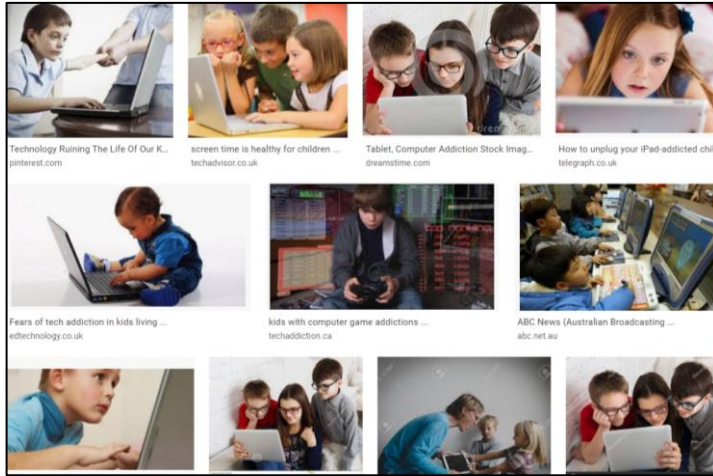 Technology Ruining The Life Of Our K...
pinterest.com
screen time is healthy for children ...
techadvisor.co.uk
Tablet, Computer Addiction Stock Imag...
dreamstime.com
How to unplug your iPad-addicted chi
telegraph.co.uk
Fears of tech addiction in kids living ...
edtechnology.co.uk
kids with computer game addictions ...
techaddiction.ca
ABC News (Australian Broadcasting ...
abc.net.au